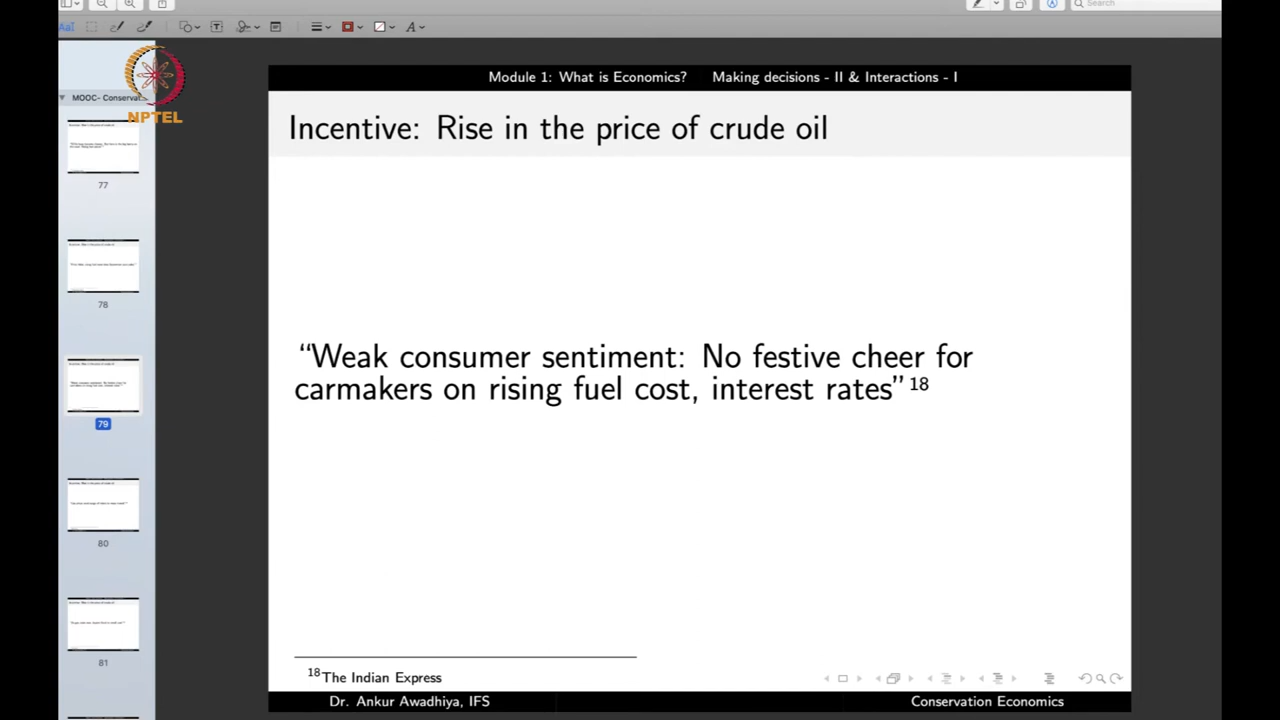 Search
MOOC- Conservat...
NPTEL
77
78
79
80
81
Module 1: What is Economics? Making decisions - II & Interactions - I
Incentive: Rise in the price of crude oil
“Weak consumer sentiment: No festive cheer for
carmakers on rising fuel cost, interest rates”18
18The Indian Express
Dr. Ankur Awadhiya, IFS Conservation Economics